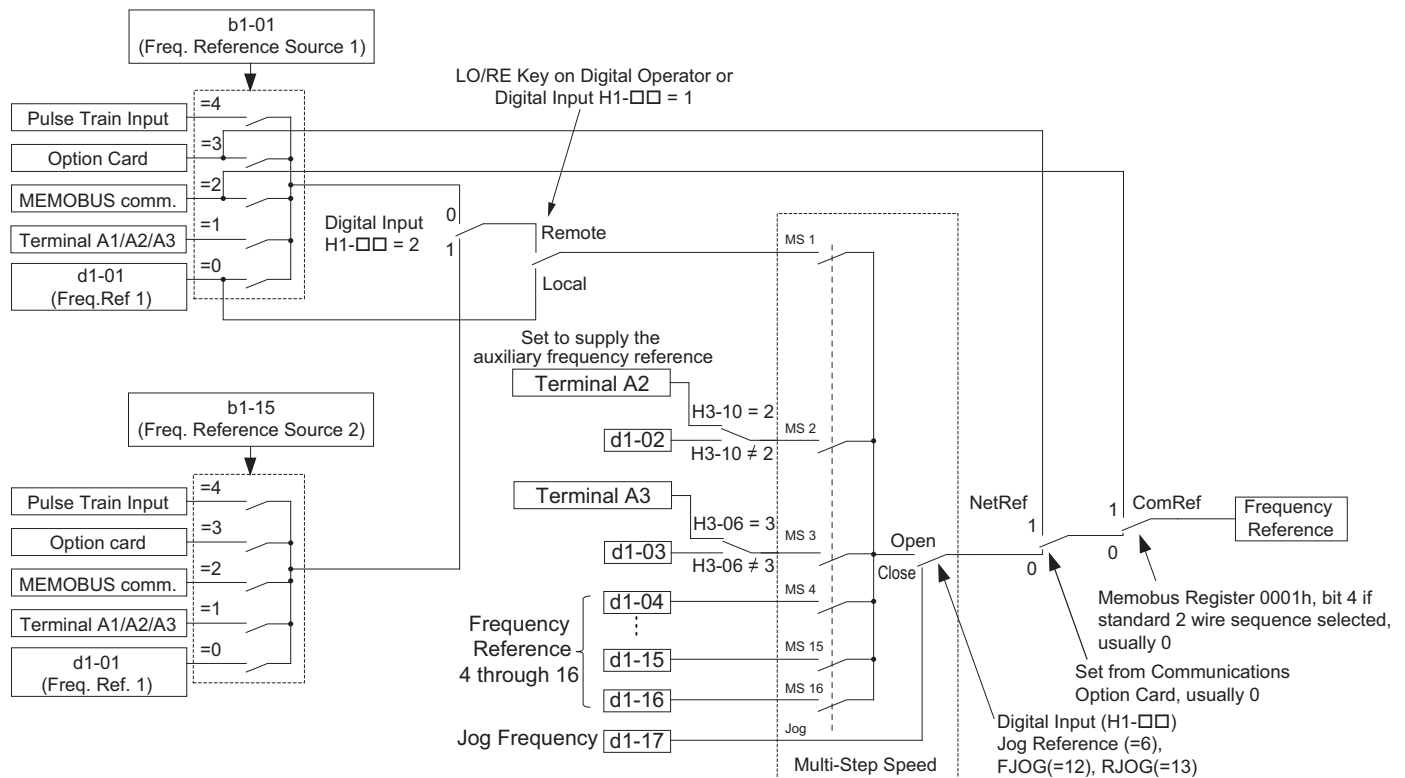 b1-01
(Freq. Reference Source 1)
=4
Pulse Train Input
=3
Option Card
=2
MEMOBUS comm.
=1
Terminal A1/A2/A3
=0
d1-01
(Freq.Ref 1)
LO/RE Key on Digital Operator or
Digital Input H1-□□ = 1
Digital Input
H1-□□ = 2
0
1
Remote
Local
b1-15
(Freq. Reference Source 2)
=4
Pulse Train Input
=3
Option card
=2
MEMOBUS comm.
=1
Terminal A1/A2/A3
=0
d1-01
(Freq. Ref. 1)
Set to supply the
auxiliary frequency reference
Terminal A2
H3-10 = 2
d1-02
H3-10 ≠ 2
Terminal A3
H3-06 = 3
d1-03
H3-06 ≠ 3
Frequency
Reference
4 through 16
d1-04
d1-15
d1-16
Jog Frequency
d1-17
MS 1
MS 2
MS 3
MS 4
MS 15
MS 16
Jog
Multi-Step Speed
Open
Close
NetRef
1
0
ComRef
1
0
Frequency
Reference
Memobus Register 0001h, bit 4 if
standard 2 wire sequence selected,
usually 0
Set from Communications
Option Card, usually 0
Digital Input (H1-□□)
Jog Reference (=6),
FJOG(=12), RJOG(=13)